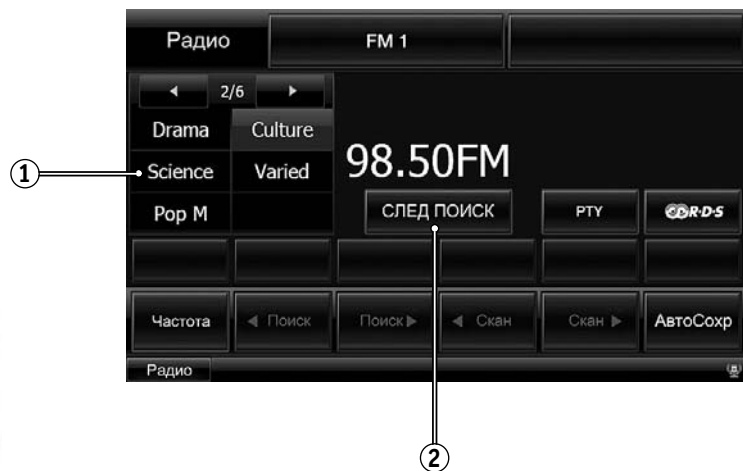 Радио FM 1
2/6
Drama Culture
98.50FM
1 Science Varied
Pop M СЛЕД ПОИСК PTY R·D·S
Частота Поиск Поиск Скан Скан АвтоСохр
Радио
2